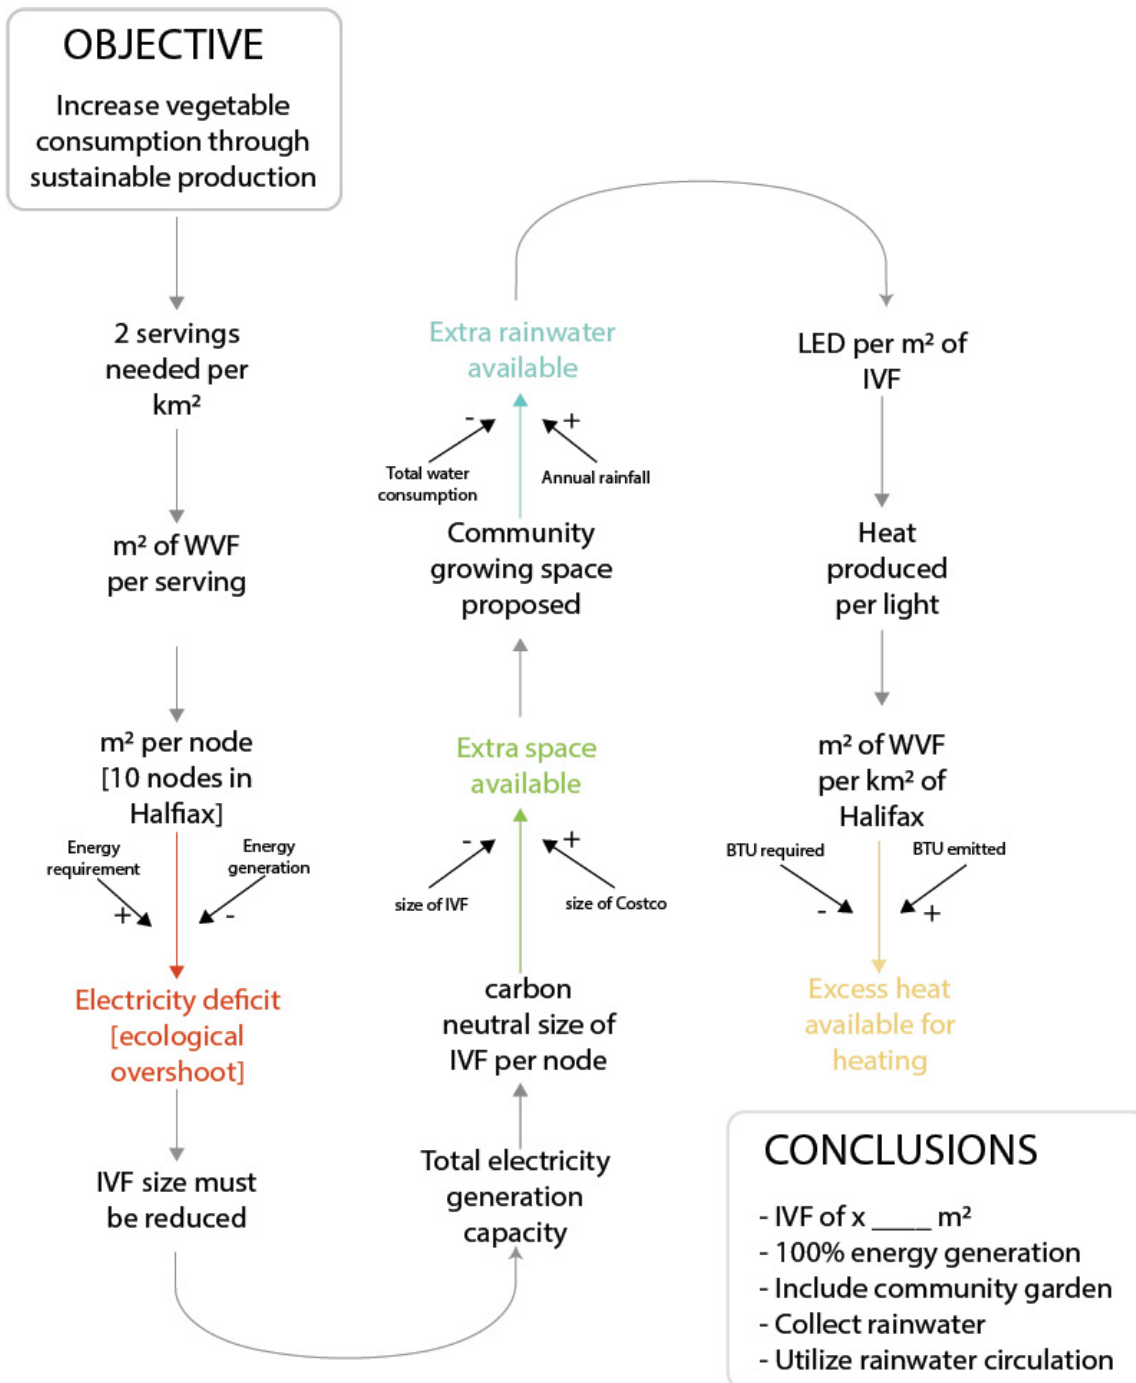 OBJECTIVE
Increase vegetable
consumption through
sustainable production
2 servings
needed per
km²
m² of WVF
per serving
m² per node
[10 nodes in
Halfiax]
Energy
requirement
+
Energy
generation
-
Electricity deficit
[ecological
overshoot]
IVF size must
be reduced
Total electricity
generation
capacity
carbon
neutral size of
IVF per node
size of IVF
-
size of Costco
+
Extra space
available
Community
growing space
proposed
Total water
consumption
-
Annual rainfall
+
Extra rainwater
available
LED per m² of
IVF
Heat
produced
per light
m² of WVF
per km² of
Halifax
BTU required
-
BTU emitted
+
Excess heat
available for
heating
CONCLUSIONS
- IVF of x ____ m²
- 100% energy generation
- Include community garden
- Collect rainwater
- Utilize rainwater circulation